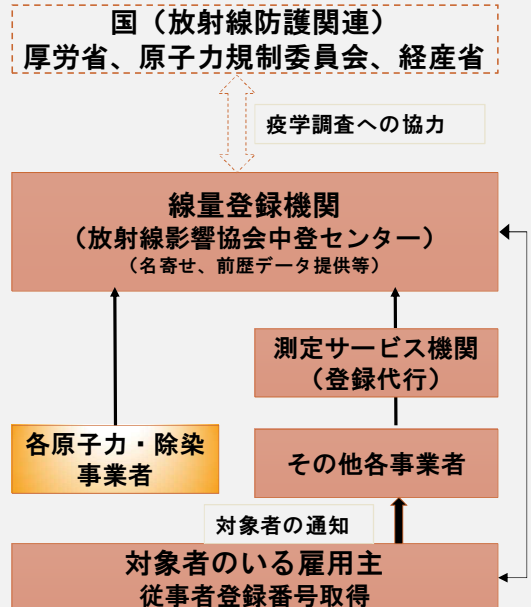 国（放射線防護関連）
厚労省、原子力規制委員会、経産省
疫学調査への協力
線量登録機関
（放射線影響協会中登センター）
（名寄せ、前歴データ提供等）
測定サービス機関
（登録代行）
各原子力・除染
事業者
その他各事業者
対象者の通知
対象者のいる雇用主
従事者登録番号取得